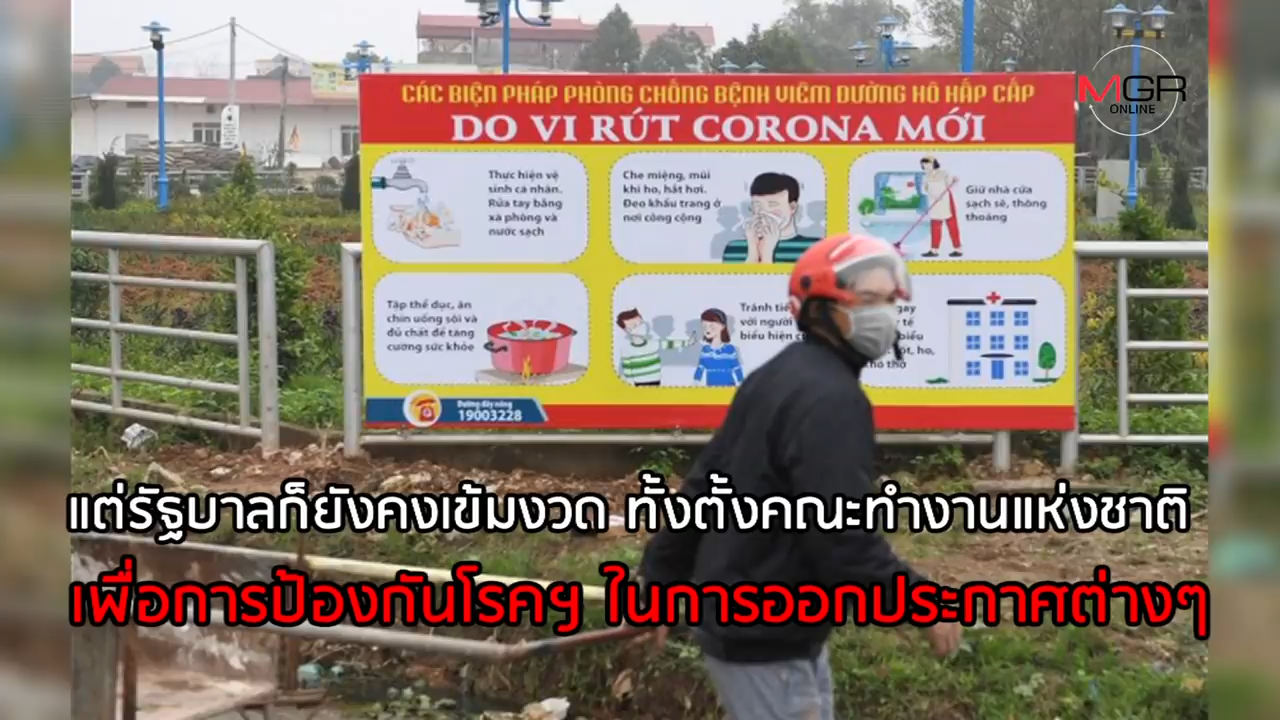 MGR
ONLINE
CÁC BIỆN PHÁP PHÒNG CHỐNG BỆNH VIÊM ĐƯỜNG HÔ HẤP CẤP
DO VI RÚT CORONA MỚI
Thực hiện vệ
sinh cá nhân.
Rửa tay bằng
xà phòng và
nước sạch
Che miệng, mũi
khi ho, hắt hơi.
Đeo khẩu trang ở
nơi công cộng
Giữ nhà cửa
sạch sẽ, thông
thoáng
Tập thể dục, ăn
chín uống sôi và
đủ chất để tăng
cường sức khỏe
Tránh
với người
biểu hiện
ho,
Đường dây nóng
19003228
แต่รัฐบาลก็ยังคงเข้มงวด ทั้งตั้งคณะทำงานแห่งชาติ
เพื่อการป้องกันโรคฯ ในการออกประกาศต่างๆ